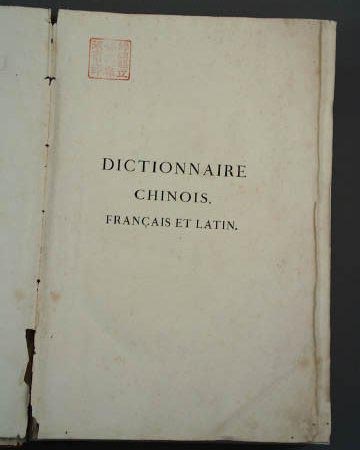 DICTIONNAIRE
CHINOIS,
FRANÇAIS ET LATIN.